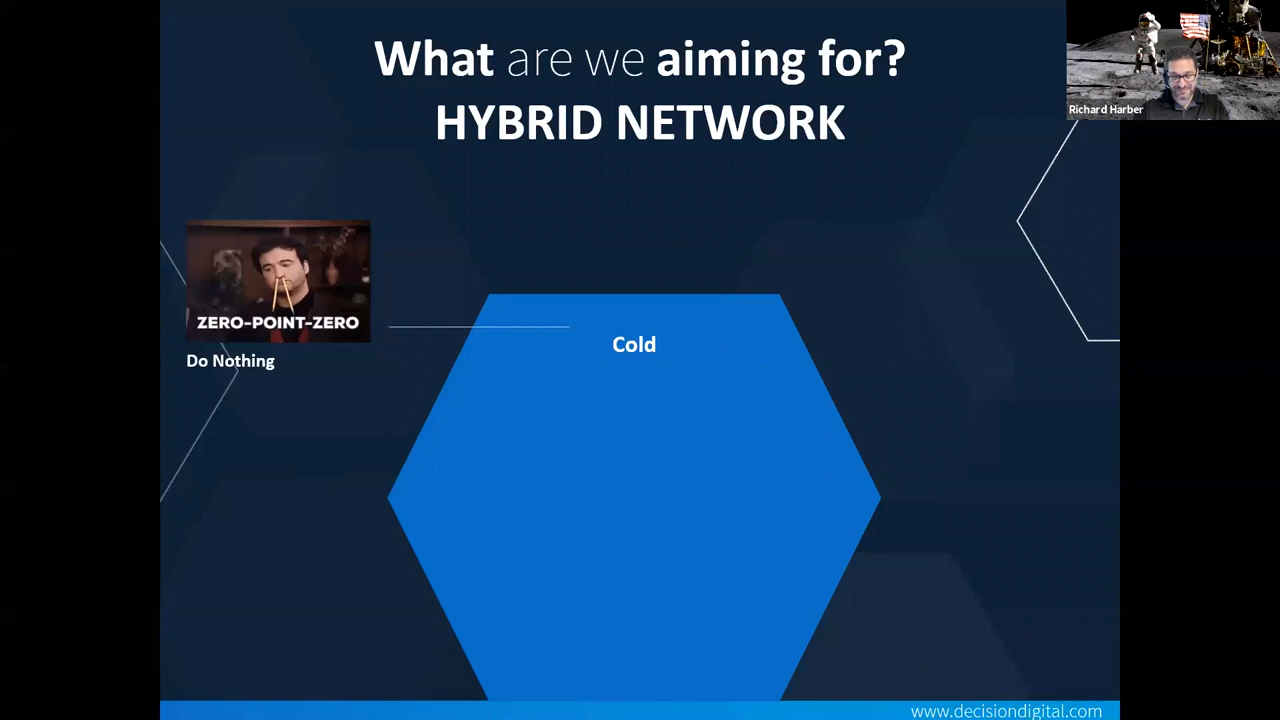 What are we aiming for?
HYBRID NETWORK
Richard Harber
ZERO-POINT-ZERO
Do Nothing
Cold
www.decisiondigital.com